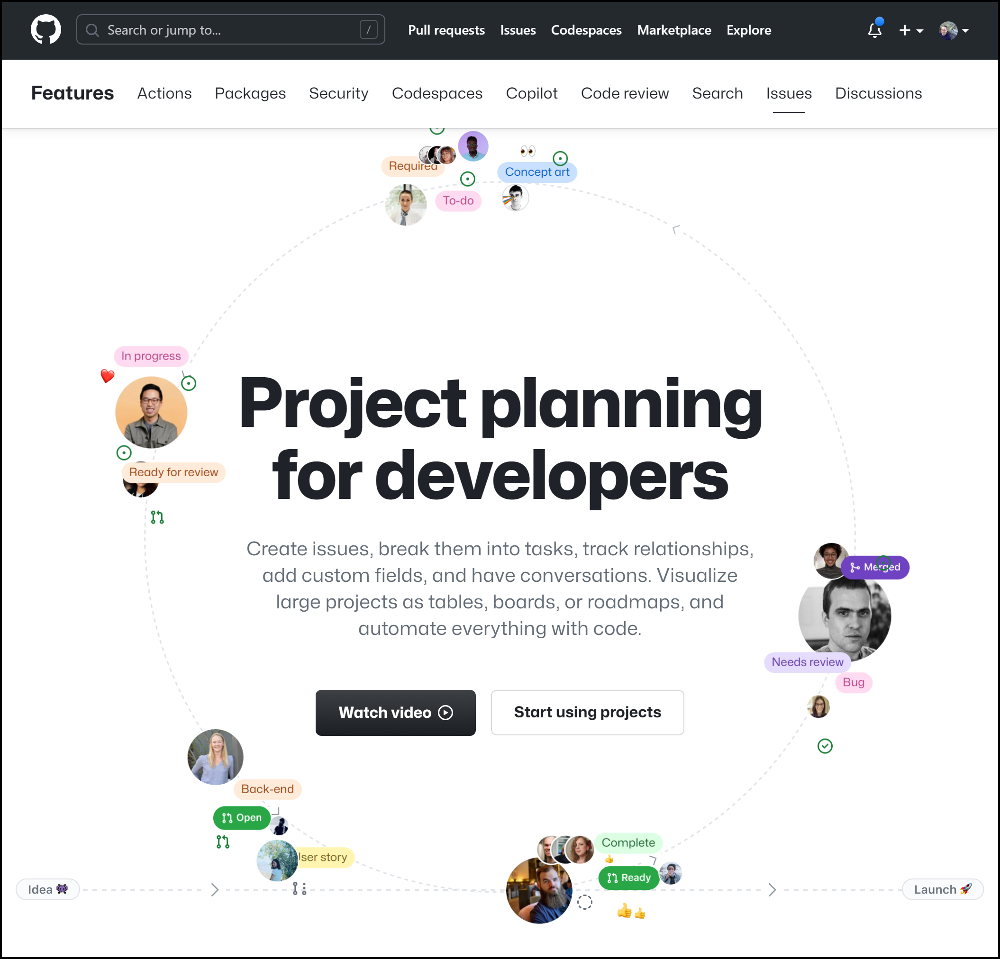 Search or jump to... /
Pull requests Issues Codespaces Marketplace Explore
Features Actions Packages Security Codespaces Copilot Code review Search Issues Discussions
Required
Concept art
To-do
In progress
Project planning
for developers
Ready for review
Create issues, break them into tasks, track relationships,
add custom fields, and have conversations. Visualize
large projects as tables, boards, or roadmaps, and
automate everything with code.
Merged
Needs review
Bug
Watch video
Start using projects
Back-end
Open
User story
Complete
Ready
Idea
Launch